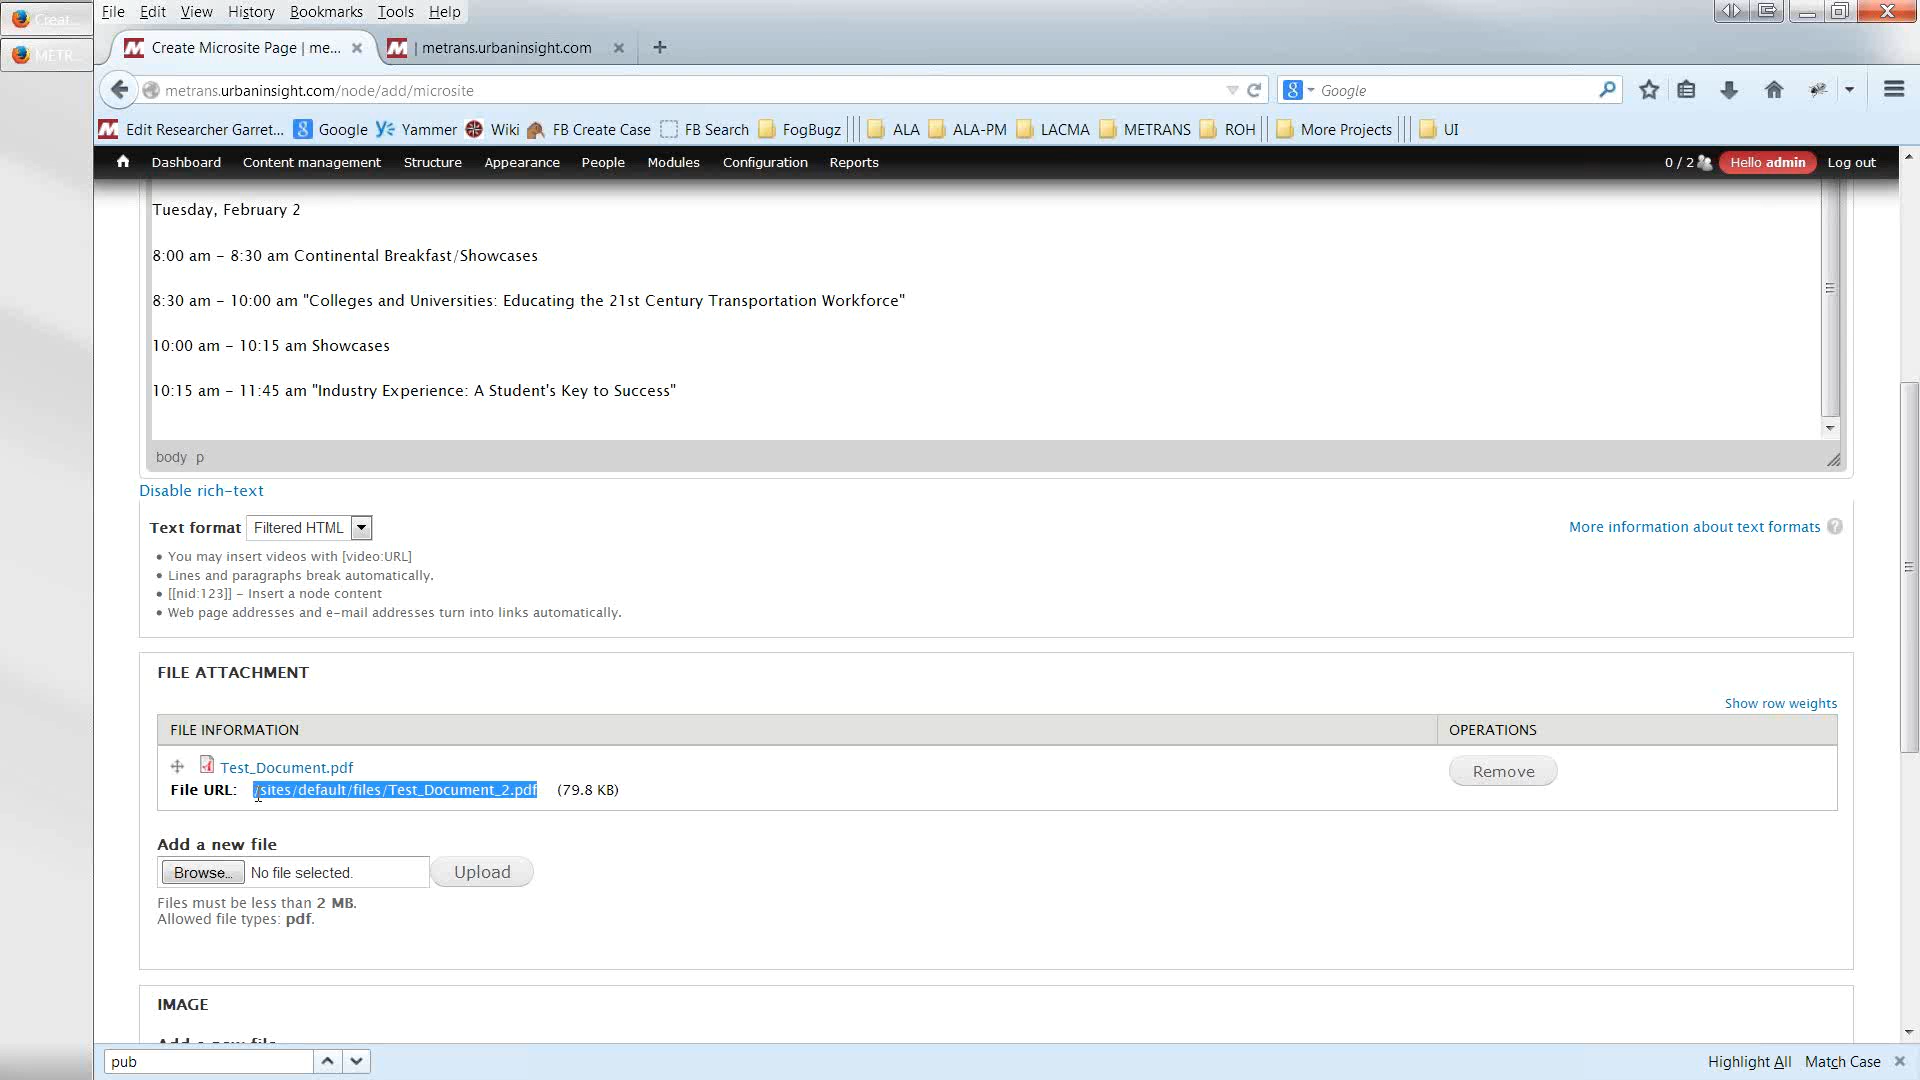 Creat...
File Edit View History Bookmarks Tools Help
METR...
Create Microsite Page | me...
| metrans.urbaninsight.com
metrans.urbaninsight.com/node/add/microsite
Google
Edit Researcher Garret... Google Yammer Wiki FB Create Case FB Search FogBugz ALA ALA-PM LACMA METRANS ROH More Projects UI
Dashboard Content management Structure Appearance People Modules Configuration Reports 0 / 2 Hello admin Log out
Tuesday, February 2
8:00 am - 8:30 am Continental Breakfast/Showcases
8:30 am - 10:00 am "Colleges and Universities: Educating the 21st Century Transportation Workforce"
10:00 am - 10:15 am Showcases
10:15 am - 11:45 am "Industry Experience: A Student's Key to Success"
body p
Disable rich-text
Text format Filtered HTML More information about text formats ?
• You may insert videos with [video:URL]
• Lines and paragraphs break automatically.
• [[nid:123]] - Insert a node content
• Web page addresses and e-mail addresses turn into links automatically.
FILE ATTACHMENT
Show row weights
FILE INFORMATION OPERATIONS
Test_Document.pdf
Remove
File URL: /sites/default/files/Test_Document_2.pdf (79.8 KB)
Add a new file
Browse... No file selected. Upload
Files must be less than 2 MB.
Allowed file types: pdf.
IMAGE
Add a new file
pub Highlight All Match Case